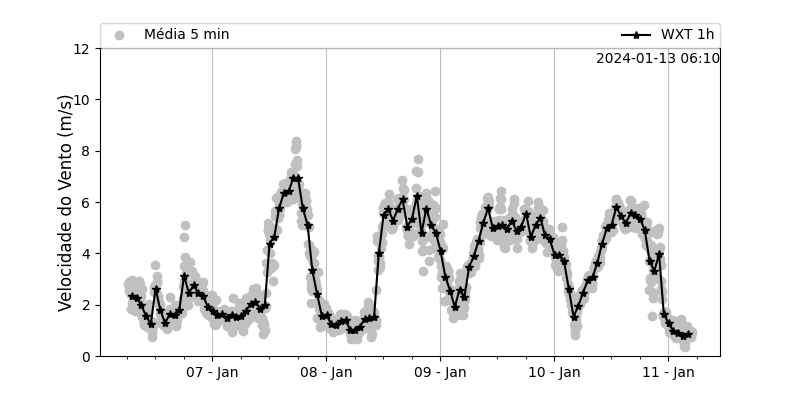 Média 5 min
WXT 1h
2024-01-13 06:10
Velocidade do Vento (m/s)
12
10
8
6
4
2
0
07 - Jan
08 - Jan
09 - Jan
10 - Jan
11 - Jan